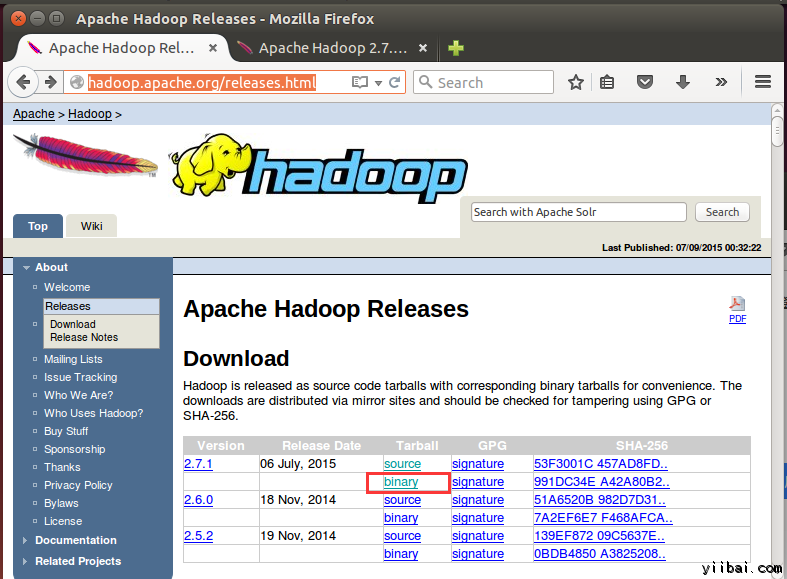 Apache Hadoop Releases - Mozilla Firefox
Apache Hadoop Rel... Apache Hadoop 2.7....
hadoop.apache.org/releases.html Search
Apache > Hadoop >
hadoop
TM
Search with Apache Solr Search
Top Wiki
Last Published: 07/09/2015 00:32:22
About
Welcome
Releases
Download
Release Notes
Mailing Lists
Issue Tracking
Who We Are?
Who Uses Hadoop?
Buy Stuff
Sponsorship
Thanks
Privacy Policy
Bylaws
License
Documentation
Related Projects
Apache Hadoop Releases
PDF
Download
Hadoop is released as source code tarballs with corresponding binary tarballs for convenience. The
downloads are distributed via mirror sites and should be checked for tampering using GPG or
SHA-256.
Version Release Date Tarball GPG SHA-256
2.7.1 06 July, 2015 source signature 53F3001C 457AD8FD..
binary signature 991DC34E A42A80B2..
2.6.0 18 Nov, 2014 source signature 51A6520B 982D7D31..
binary signature 7A2EF6E7 F468AFCA..
2.5.2 19 Nov, 2014 source signature 139EF872 09C5637E..
binary signature 0BDB4850 A3825208..
yiibai.com